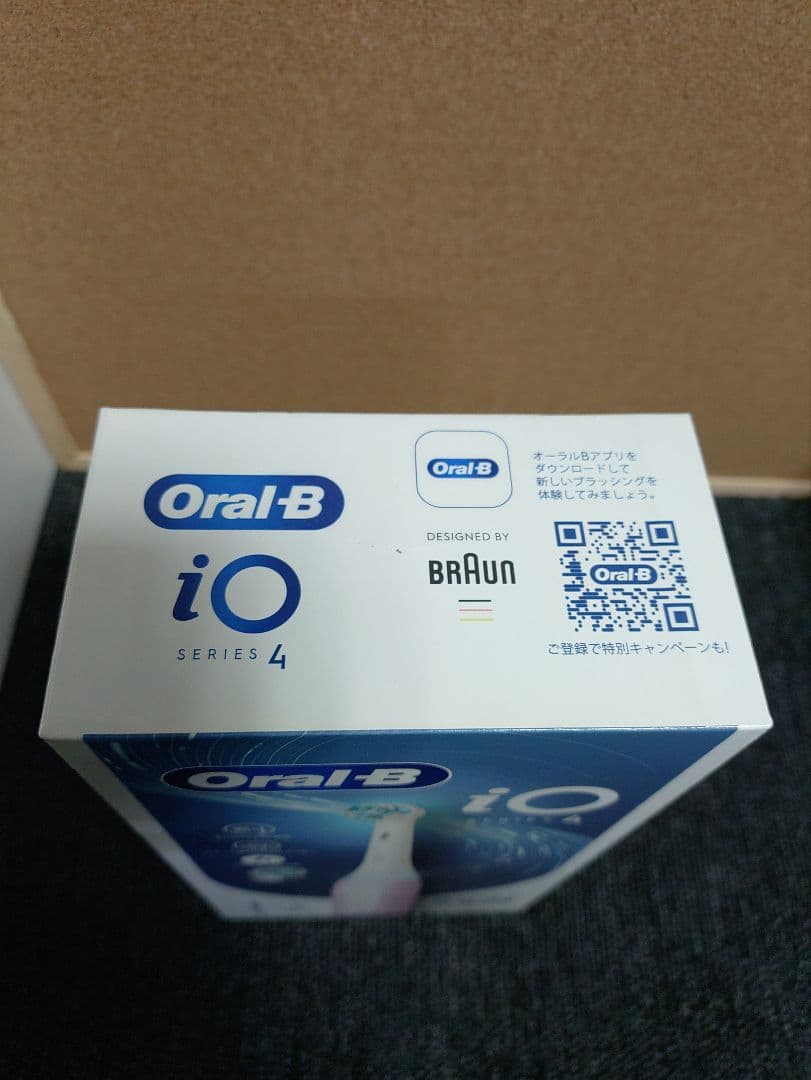 Oral-B
iO
SERIES 4
Oral-B
オーラルBアプリを
ダウンロードして
新しいブラッシングを
体験してみましょう。
DESIGNED BY
BRAUN
Oral-B
ご登録で特別キャンペーンも!
Oral-B
iO
SERIES 4